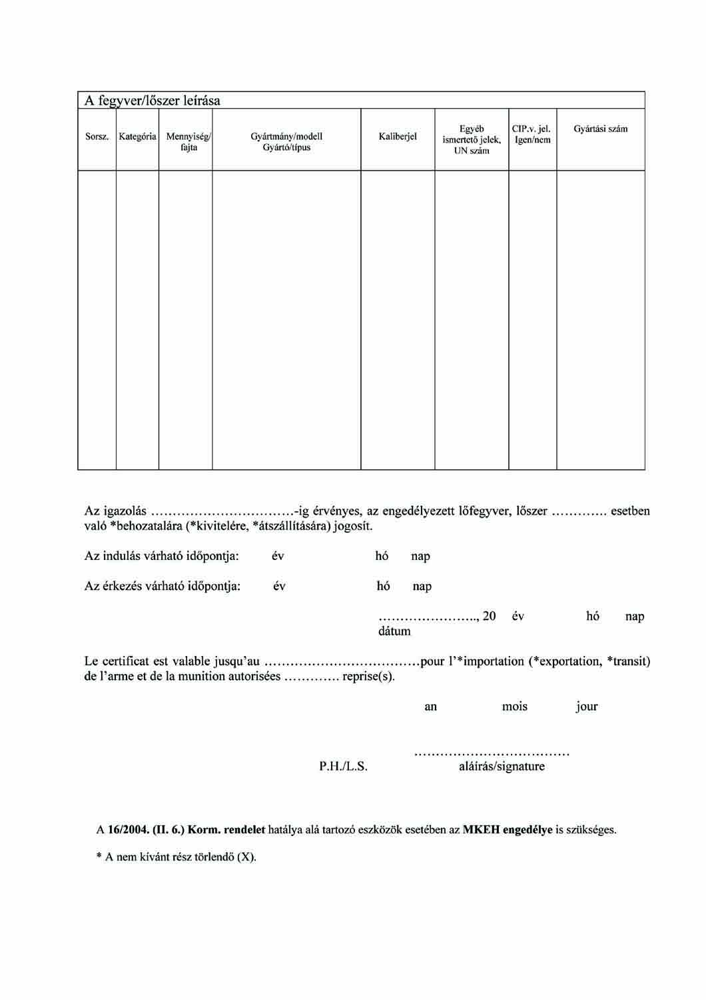 A fegyver/lőszer leírása
Sorsz.
Kategória
Mennyiség/
fajta
Gyártmány/modell
Gyártó/típus
Kaliberjel
Egyéb
ismertető jelek,
UN szám
CIP.v. jel.
Igen/nem
Gyártási szám
Az igazolás ……………………………-ig érvényes, az engedélyezett lőfegyver, lőszer …………. esetben
való *behozatalára (*kivitelére, *átszállítására) jogosít.
Az indulás várható időpontja: év hó nap
Az érkezés várható időpontja: év hó nap
………………….., 20 év hó nap
dátum
Le certificat est valable jusqu’au ………………………………pour l’*importation (*exportation, *transit)
de l’arme et de la munition autorisées …………. reprise(s).
an mois jour
………………………………
P.H./L.S. aláírás/signature
A 16/2004. (II. 6.) Korm. rendelet hatálya alá tartozó eszközök esetében az MKEH engedélye is szükséges.
* A nem kívánt rész törlendő (X).